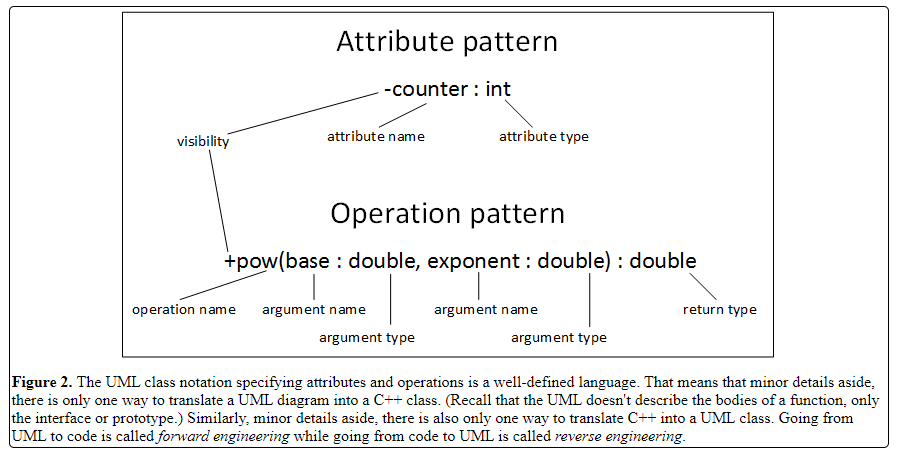 Attribute pattern
-counter : int
attribute name
attribute type
visibility
Operation pattern
+pow(base : double, exponent : double) : double
operation name
argument name
argument name
return type
argument type
argument type
Figure 2. The UML class notation specifying attributes and operations is a well-defined language. That means that minor details aside,
there is only one way to translate a UML diagram into a C++ class. (Recall that the UML doesn't describe the bodies of a function, only
the interface or prototype.) Similarly, minor details aside, there is also only one way to translate C++ into a UML class. Going from
UML to code is called forward engineering while going from code to UML is called reverse engineering.